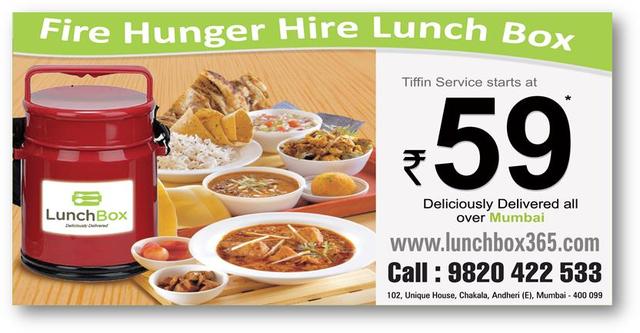 Fire Hunger Hire Lunch Box
LunchBox
Deliciously Delivered
Tiffin Service starts at
₹59*
Deliciously Delivered all
over Mumbai
www.lunchbox365.com
Call : 9820 422 533
102, Unique House, Chakala, Andheri (E), Mumbai - 400 099